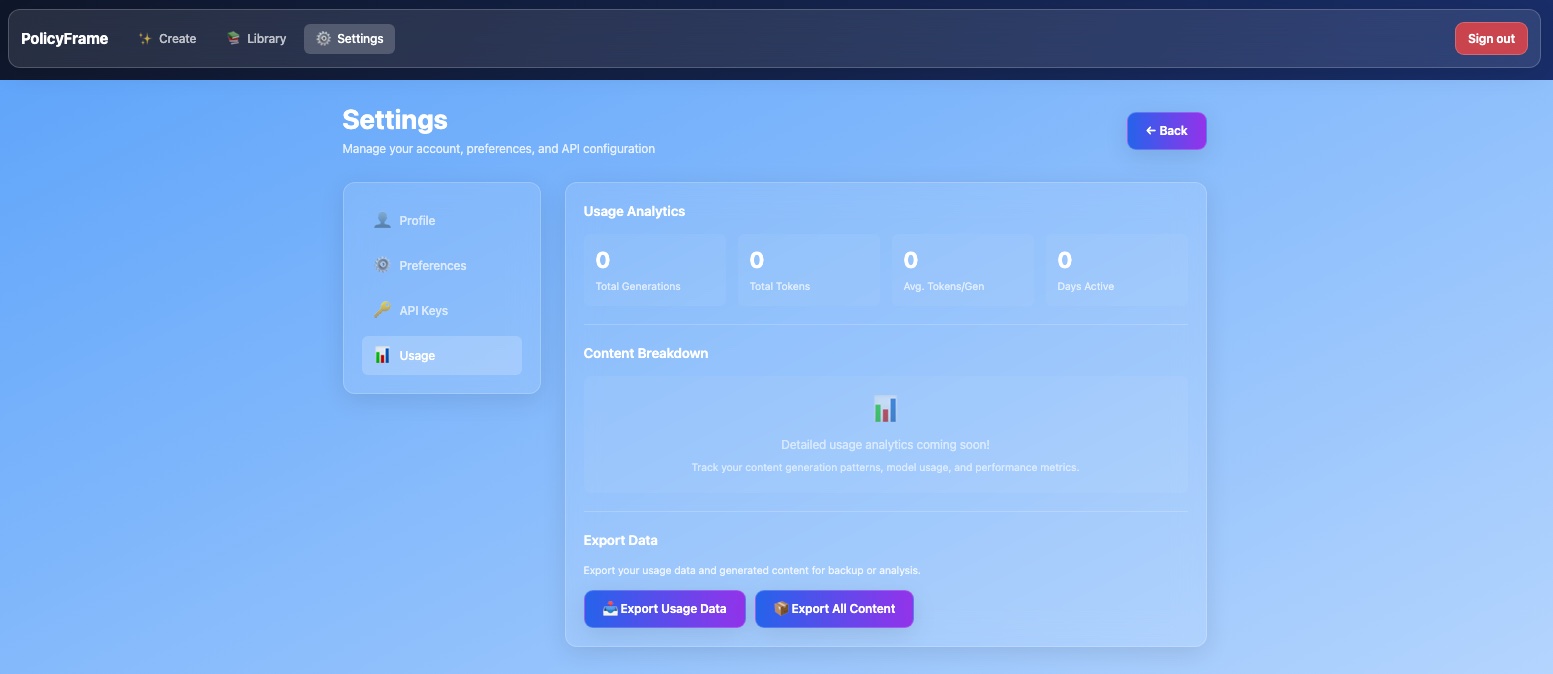 PolicyFrame
Create
Library
Settings
Sign out
Settings
Manage your account, preferences, and API configuration
← Back
Profile
Preferences
API Keys
Usage
Usage Analytics
0
Total Generations
0
Total Tokens
0
Avg. Tokens/Gen
0
Days Active
Content Breakdown
Detailed usage analytics coming soon!
Track your content generation patterns, model usage, and performance metrics.
Export Data
Export your usage data and generated content for backup or analysis.
Export Usage Data
Export All Content